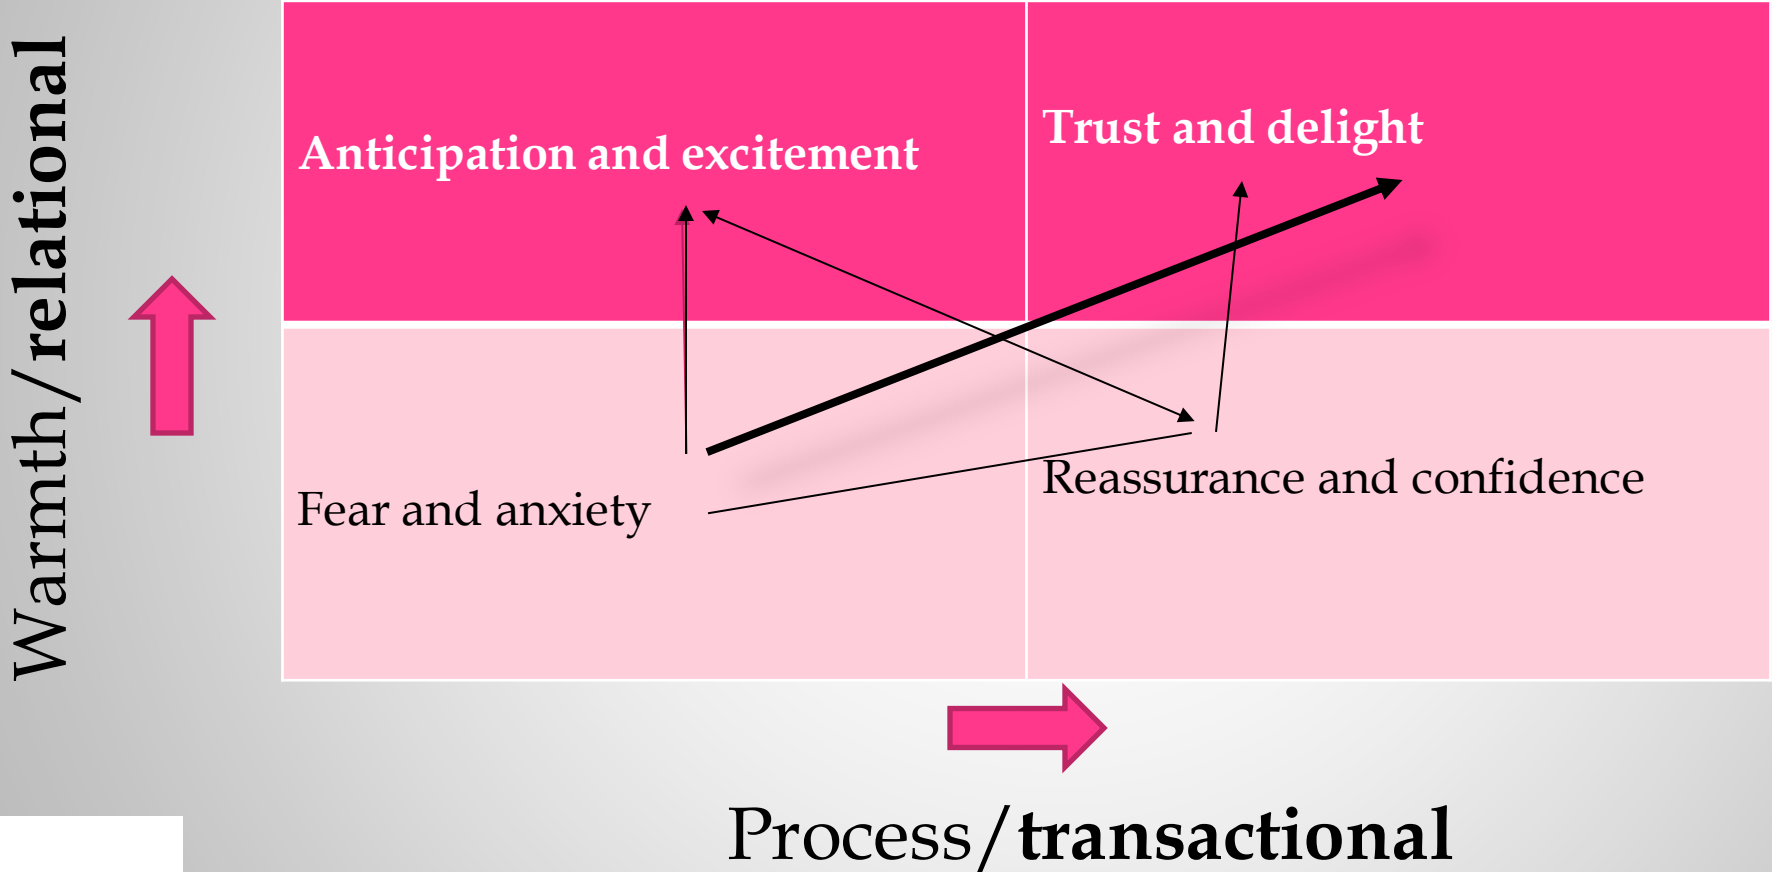 Warmth/relational
Anticipation and excitement
Trust and delight
Fear and anxiety
Reassurance and confidence
Process/transactional